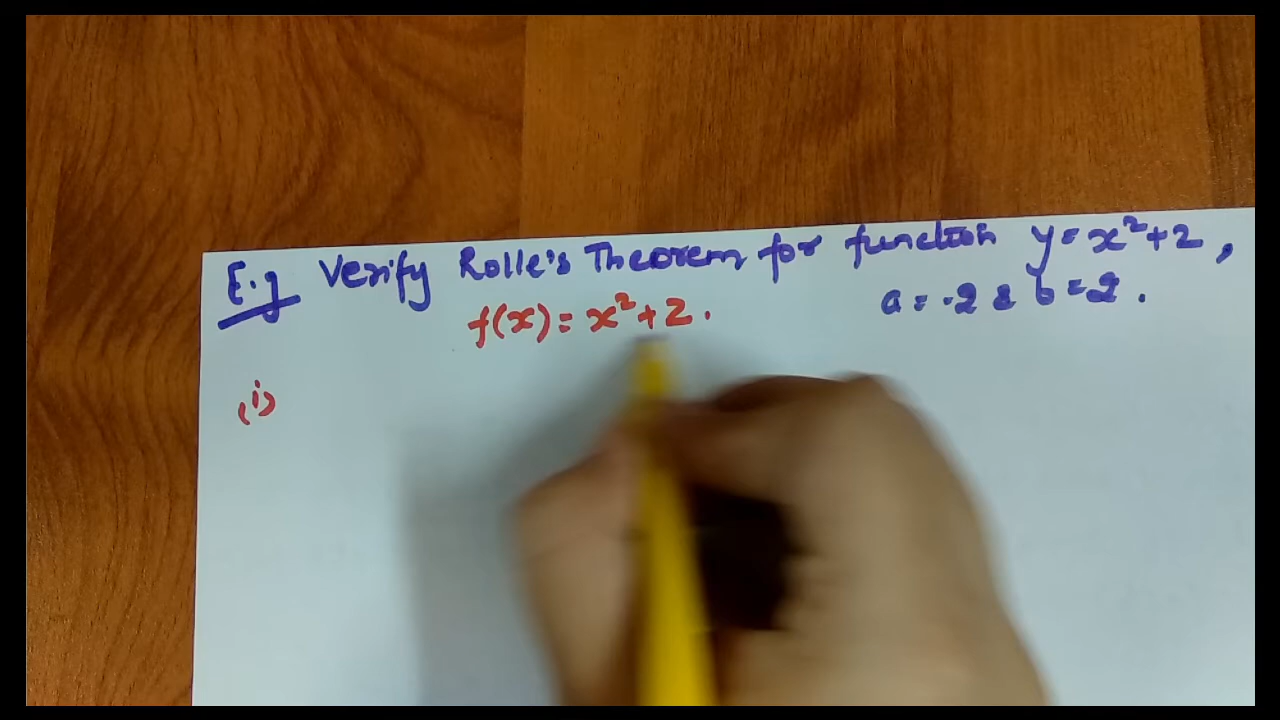 E.g Verify Rolle's Theorem for function y = x²+2,
a = -2 & b = 2.
f(x) = x²+2.
(i)